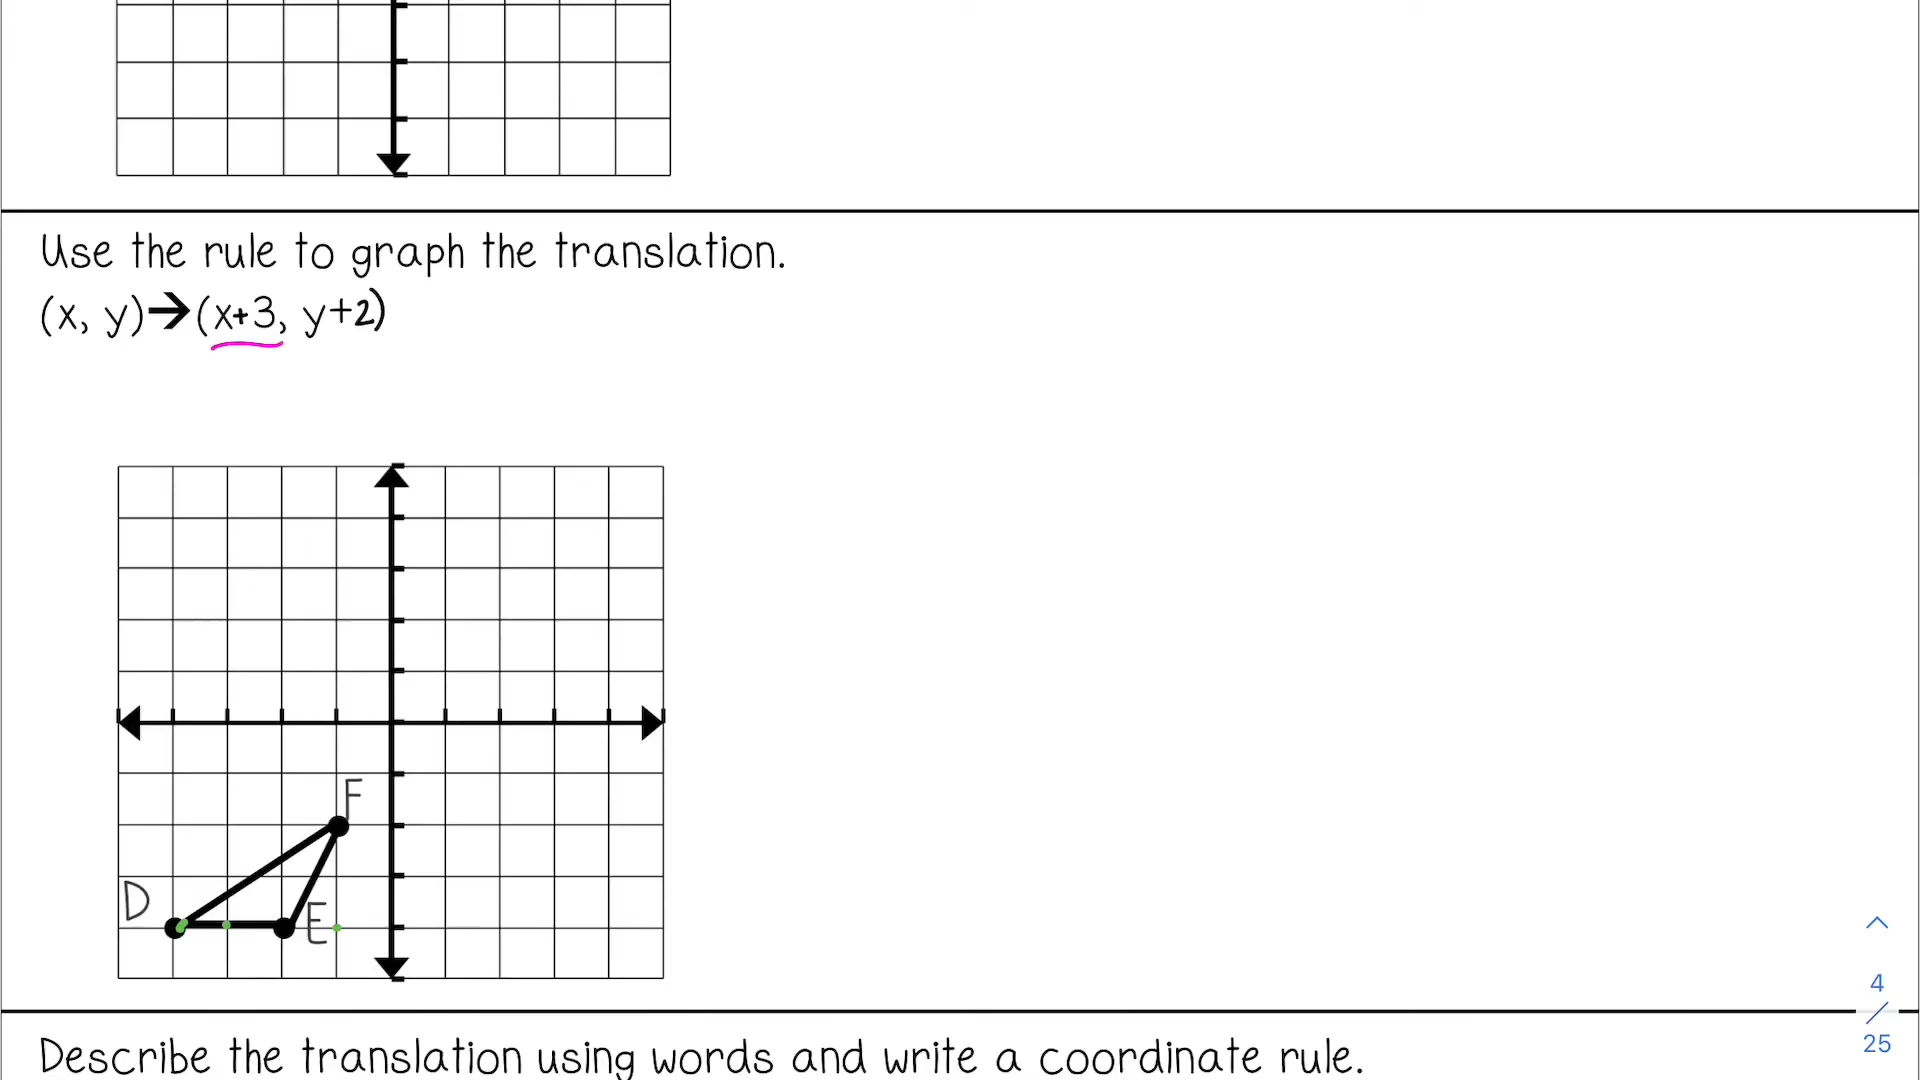 Use the rule to graph the translation.
(x, y)→(x+3, y+2)
F
D
E
4
/
25
Describe the translation using words and write a coordinate rule.